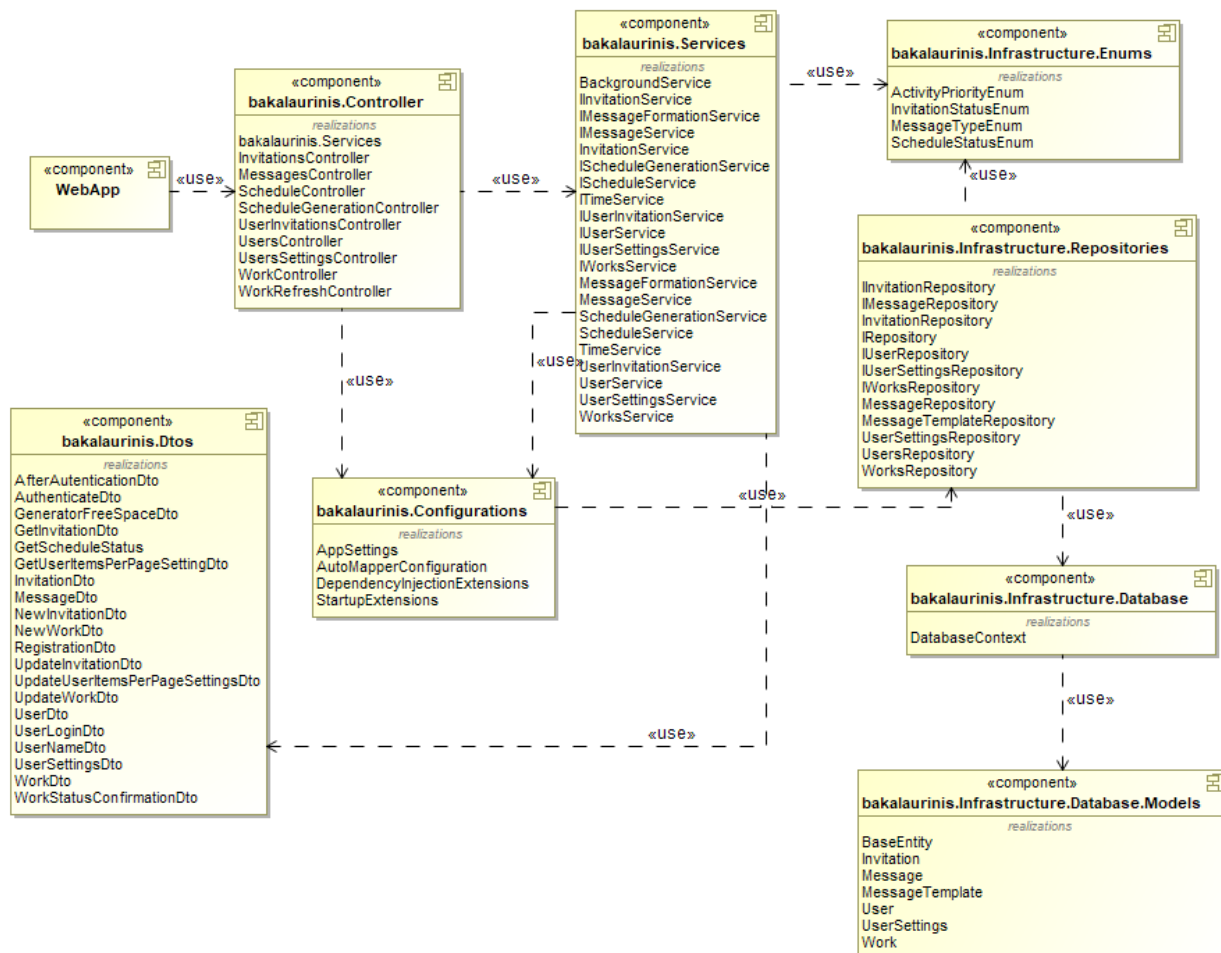 «component»
WebApp
«use»
«component»
bakalaurinis.Controller
realizations
bakalaurinis.Services
InvitationsController
MessagesController
ScheduleController
ScheduleGenerationController
UserInvitationsController
UsersController
UsersSettingsController
WorkController
WorkRefreshController
«use»
«use»
«component»
bakalaurinis.Services
realizations
BackgroundService
IInvitationService
IMessageFormationService
IMessageService
InvitationService
IScheduleGenerationService
IScheduleService
ITimeService
IUserInvitationService
IUserService
IUserSettingsService
IWorksService
MessageFormationService
MessageService
ScheduleGenerationService
ScheduleService
TimeService
UserInvitationService
UserService
UserSettingsService
WorksService
«use»
«use»
«use»
«component»
bakalaurinis.Infrastructure.Enums
realizations
ActivityPriorityEnum
InvitationStatusEnum
MessageTypeEnum
ScheduleStatusEnum
«use»
«component»
bakalaurinis.Infrastructure.Repositories
realizations
IInvitationRepository
IMessageRepository
InvitationRepository
IRepository
IUserRepository
IUserSettingsRepository
IWorksRepository
MessageRepository
MessageTemplateRepository
UserSettingsRepository
UsersRepository
WorksRepository
«use»
«component»
bakalaurinis.Dtos
realizations
AfterAutenticationDto
AuthenticateDto
GeneratorFreeSpaceDto
GetInvitationDto
GetScheduleStatus
GetUserItemsPerPageSettingDto
InvitationDto
MessageDto
NewInvitationDto
NewWorkDto
RegistrationDto
UpdateInvitationDto
UpdateUserItemsPerPageSettingsDto
UpdateWorkDto
UserDto
UserLoginDto
UserNameDto
UserSettingsDto
WorkDto
WorkStatusConfirmationDto
«component»
bakalaurinis.Configurations
realizations
AppSettings
AutoMapperConfiguration
DependencyInjectionExtensions
StartupExtensions
«use»
«component»
bakalaurinis.Infrastructure.Database
realizations
DatabaseContext
«use»
«component»
bakalaurinis.Infrastructure.Database.Models
realizations
BaseEntity
Invitation
Message
MessageTemplate
User
UserSettings
Work